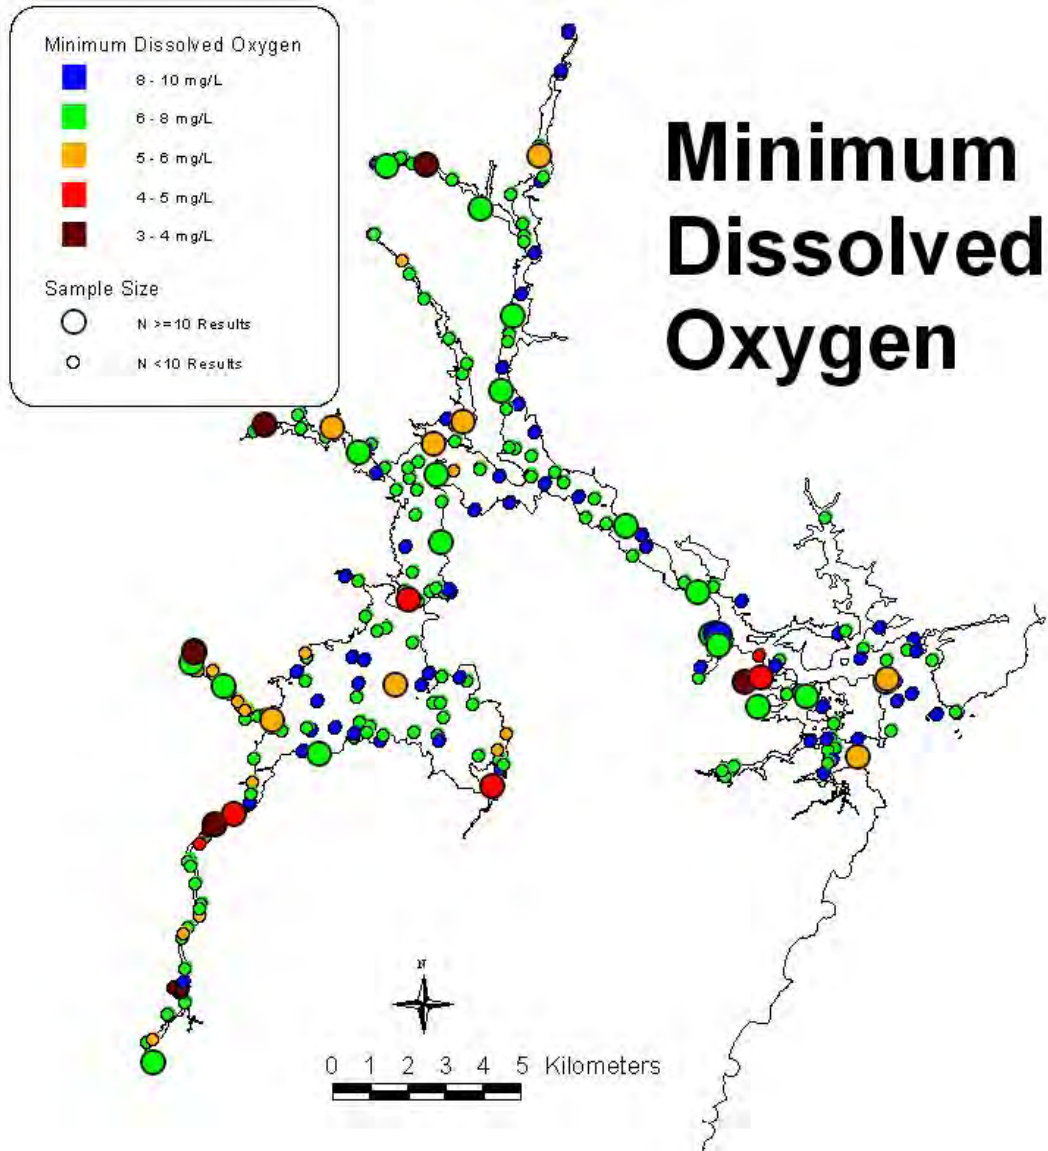 Minimum Dissolved Oxygen
8 - 10 mg/L
6 - 8 mg/L
5 - 6 mg/L
4 - 5 mg/L
3 - 4 mg/L
Sample Size
N >=10 Results
N <10 Results
Minimum
Dissolved
Oxygen
N
0 1 2 3 4 5 Kilometers